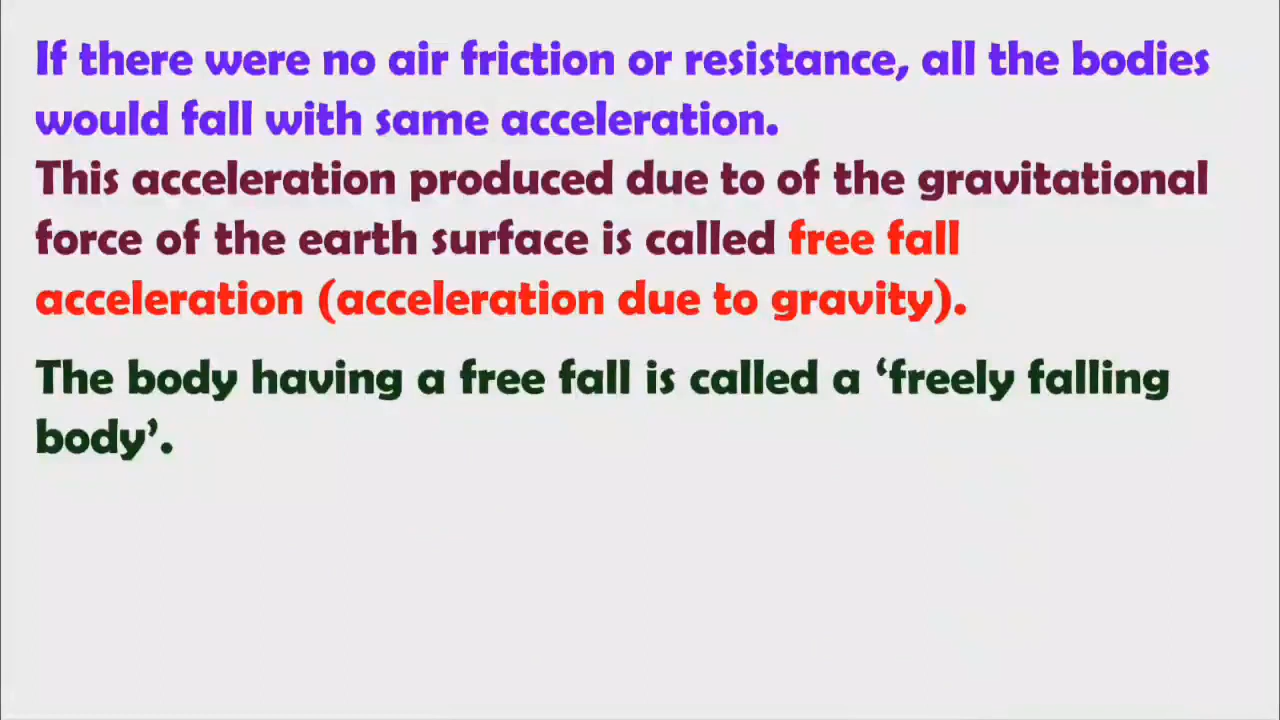 If there were no air friction or resistance, all the bodies
would fall with same acceleration.
This acceleration produced due to of the gravitational
force of the earth surface is called free fall
acceleration (acceleration due to gravity).
The body having a free fall is called a ‘freely falling
body’.